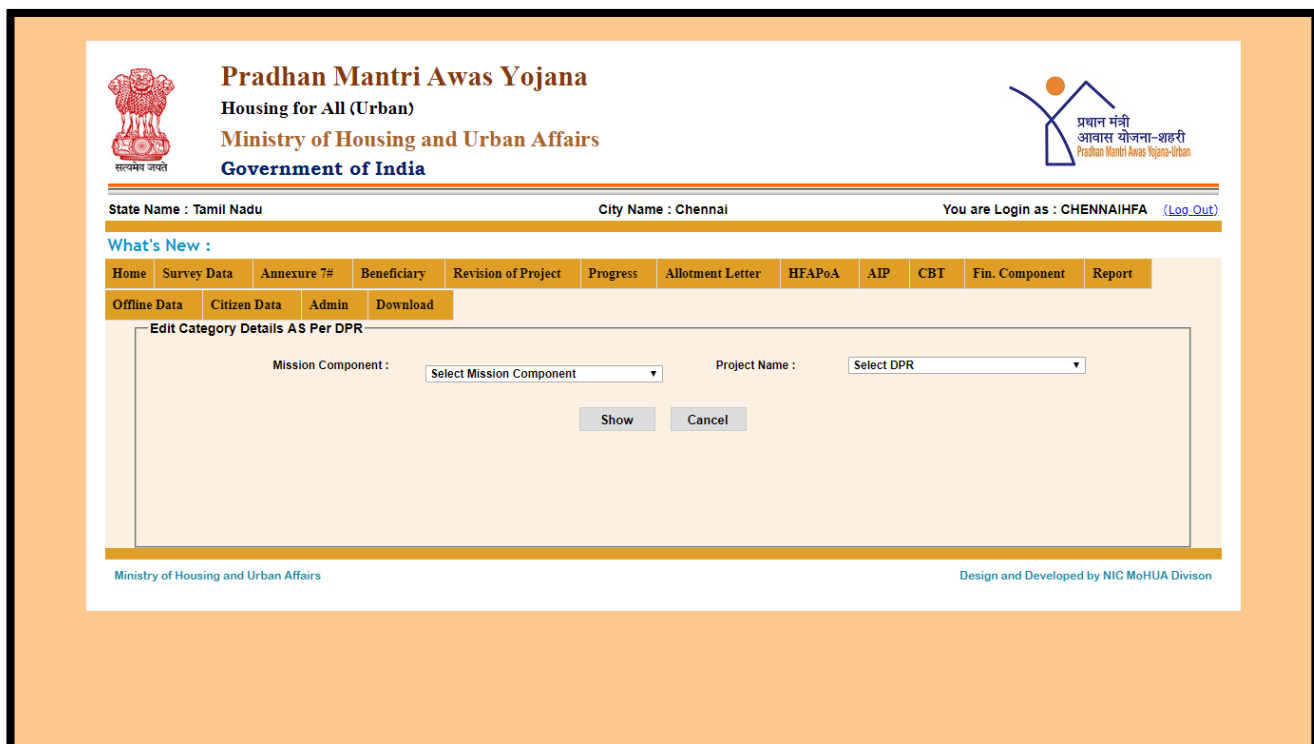 Pradhan Mantri Awas Yojana
Housing for All (Urban)
Ministry of Housing and Urban Affairs
Government of India
सत्यमेव जयते
प्रधान मंत्री
आवास योजना-शहरी
Pradhan Mantri Awas Yojana-Urban
State Name : Tamil Nadu City Name : Chennai You are Login as : CHENNAIHFA (Log Out)
What's New :
Home Survey Data Annexure 7# Beneficiary Revision of Project Progress Allotment Letter HFAPoA AIP CBT Fin. Component Report
Offline Data Citizen Data Admin Download
Edit Category Details AS Per DPR
Mission Component : Select Mission Component Project Name : Select DPR
Show Cancel
Ministry of Housing and Urban Affairs Design and Developed by NIC MoHUA Divison